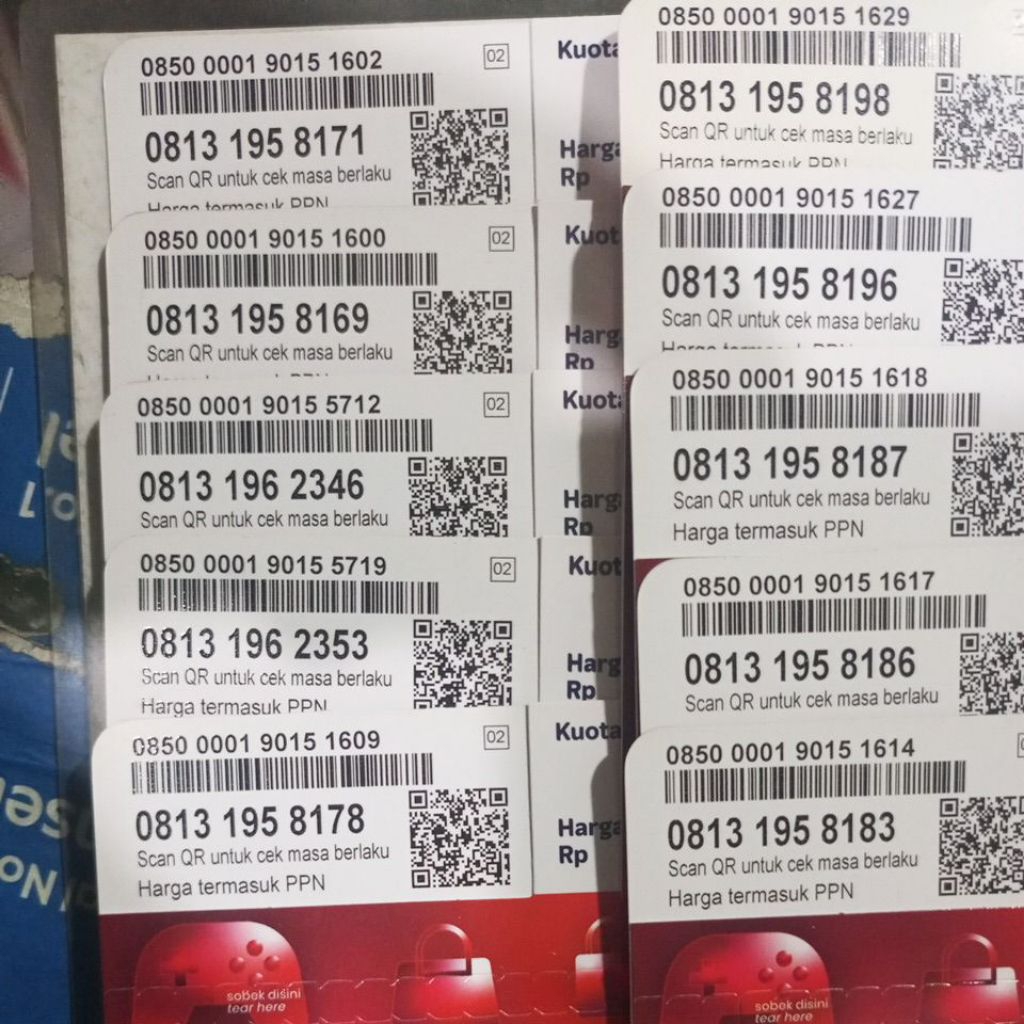 0850 0001 9015 1602
02
0813 195 8171
Scan QR untuk cek masa berlaku
Harga termasuk PPN
Harga
Rp
0850 0001 9015 1600
02
0813 195 8169
Scan QR untuk cek masa berlaku
Rp
0850 0001 9015 5712
02
0813 196 2346
Scan QR untuk cek masa berlaku
Rp
0850 0001 9015 5719
02
0813 196 2353
Scan QR untuk cek masa berlaku
Harga termasuk PPN
Rp
0850 0001 9015 1609
02
Kuota
0813 195 8178
Scan QR untuk cek masa berlaku
Harga termasuk PPN
Harga
Rp
sobek disini
tear here
0850 0001 9015 1629
0813 195 8198
Scan QR untuk cek masa berlaku
Harga termasuk PPN
0850 0001 9015 1627
0813 195 8196
Scan QR untuk cek masa berlaku
0850 0001 9015 1618
0813 195 8187
Scan QR untuk cek masa berlaku
Harga termasuk PPN
0850 0001 9015 1617
0813 195 8186
Scan QR untuk cek masa berlaku
0850 0001 9015 1614
0813 195 8183
Scan QR untuk cek masa berlaku
Harga termasuk PPN
sobek disini
tear here